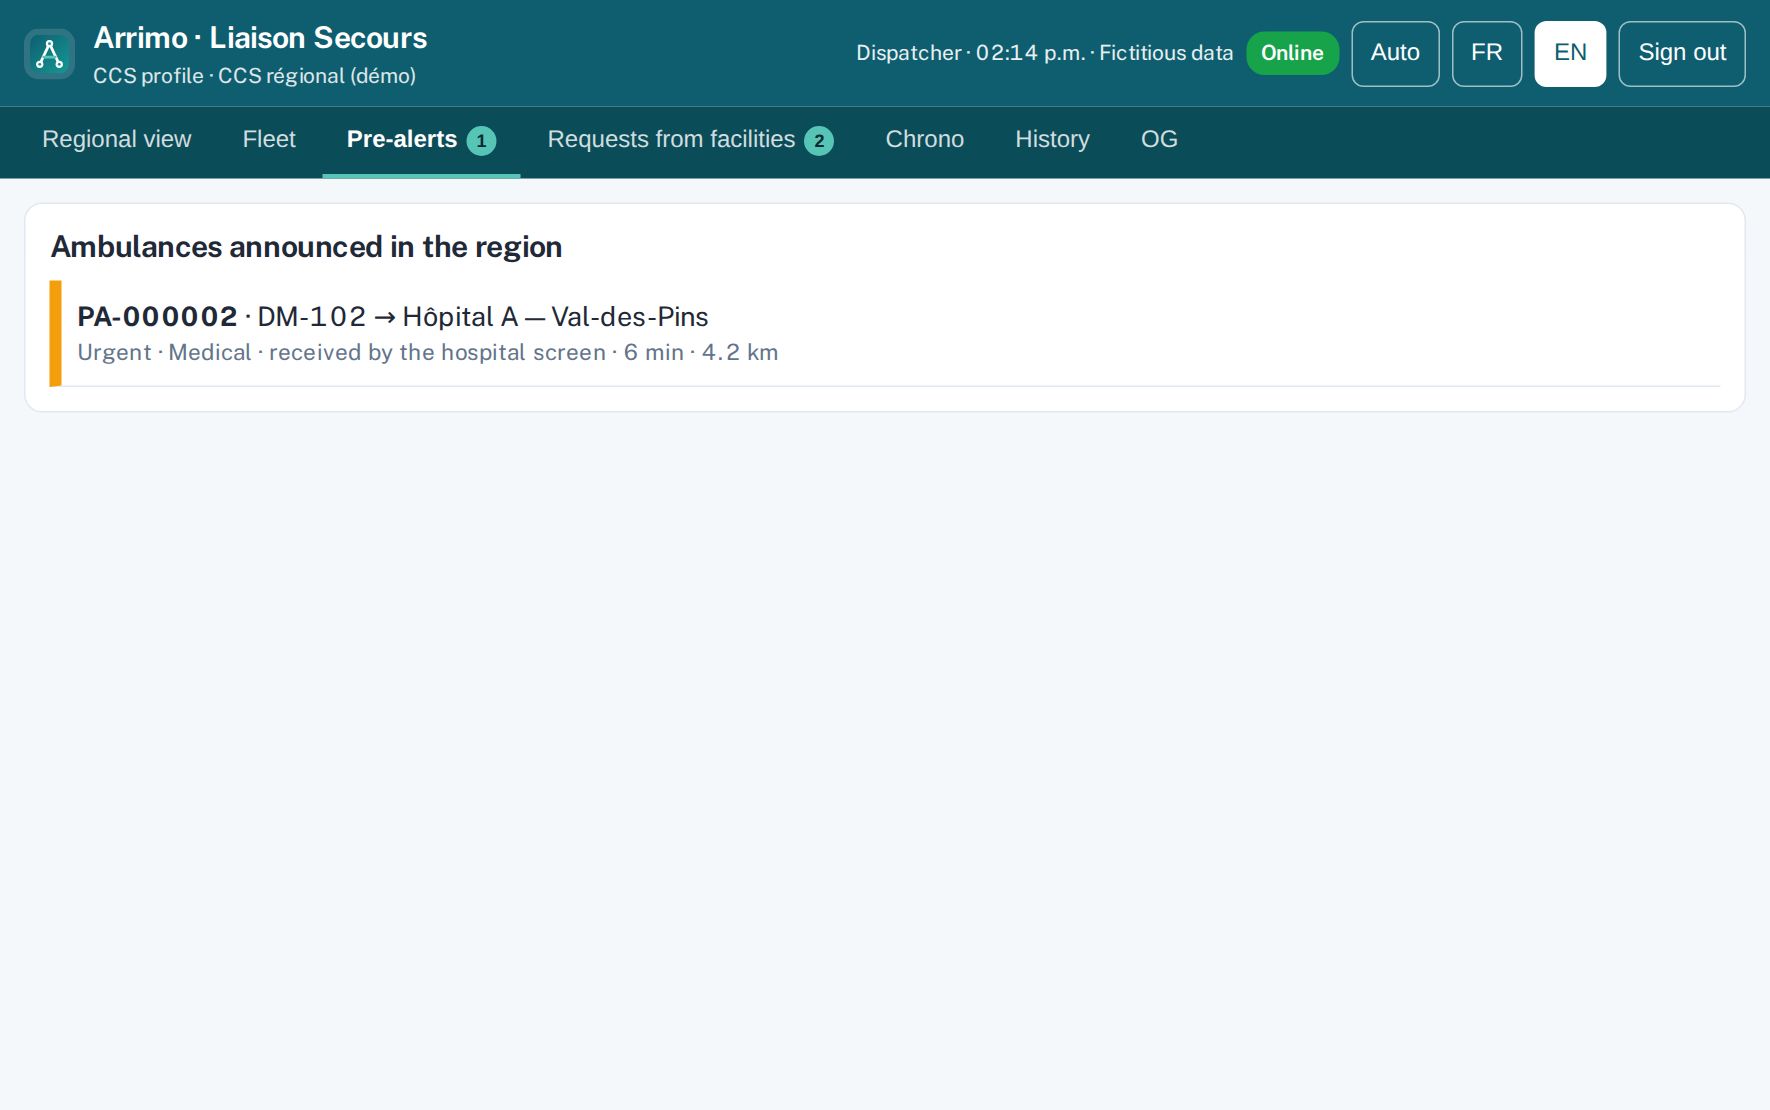 Arrimo · Liaison Secours
CCS profile · CCS régional (démo)
Dispatcher · 02:14 p.m. · Fictitious data
Online
Auto
FR
EN
Sign out
Regional view
Fleet
Pre-alerts 1
Requests from facilities 2
Chrono
History
OG
Ambulances announced in the region
PA-000002 · DM-102 → Hôpital A — Val-des-Pins
Urgent · Medical · received by the hospital screen · 6 min · 4.2 km